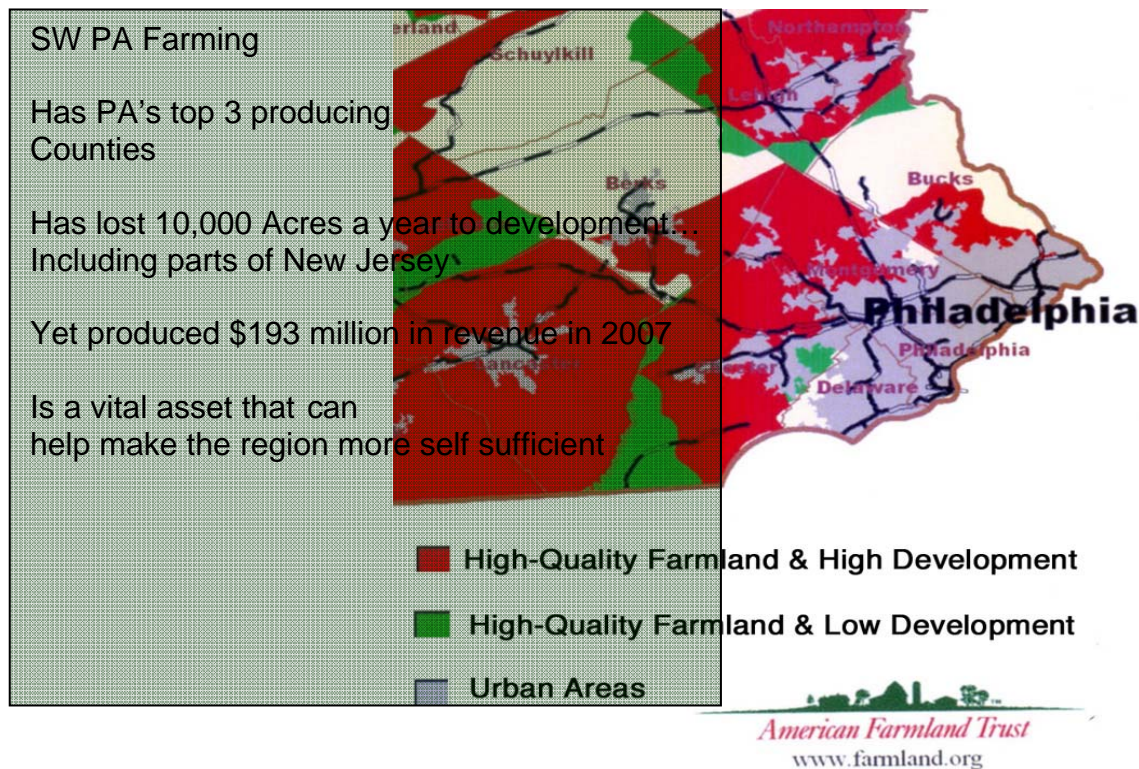 SW PA Farming
Has PA’s top 3 producing
Counties
Has lost 10,000 Acres a year to development…
Including parts of New Jersey
Yet produced $193 million in revenue in 2007
Is a vital asset that can
help make the region more self sufficient
erland
Schuylkill
Northampton
Lehigh
Berks
Bucks
Montgomery
Philadelphia
Philadelphia
Lancaster
Chester
Delaware
High-Quality Farmland & High Development
High-Quality Farmland & Low Development
Urban Areas
American Farmland Trust
www.farmland.org